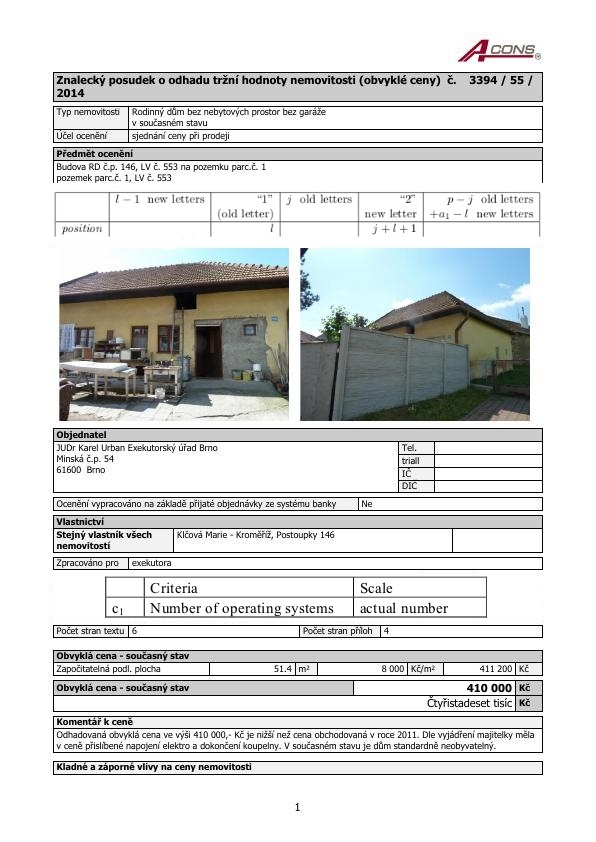 ACONS®
Znalecký posudek o odhadu tržní hodnoty nemovitosti (obvyklé ceny) č. 3394 / 55 /
2014
Typ nemovitosti Rodinný dům bez nebytových prostor bez garáže
v současném stavu
Účel ocenění sjednání ceny při prodeji
Předmět ocenění
Budova RD č.p. 146, LV č. 553 na pozemku parc.č. 1
pozemek parc.č. 1, LV č. 553
l − 1 new letters "1" j old letters "2" p − j old letters
(old letter) new letter +a₁ − l new letters
position l j + l + 1
Objednatel
JUDr Karel Urban Exekutorský úřad Brno Tel.
Minská č.p. 54 triall
61600 Brno IČ
DIČ
Ocenění vypracováno na základě přijaté objednávky ze systému banky Ne
Vlastnictví
Stejný vlastník všech Klčová Marie - Kroměříž, Postoupky 146
nemovitostí
Zpracováno pro exekutora
Criteria Scale
c₁ Number of operating systems actual number
Počet stran textu 6 Počet stran příloh 4
Obvyklá cena - současný stav
Započitatelná podl. plocha 51.4 m² 8 000 Kč/m² 411 200 Kč
Obvyklá cena - současný stav 410 000 Kč
Čtyřistadeset tisíc Kč
Komentář k ceně
Odhadovaná obvyklá cena ve výši 410 000,- Kč je nižší než cena obchodovaná v roce 2011. Dle vyjádření majitelky měla
v ceně přislíbené napojení elektro a dokončení koupelny. V současném stavu je dům standardně neobyvatelný.
Kladné a záporné vlivy na ceny nemovitosti
1